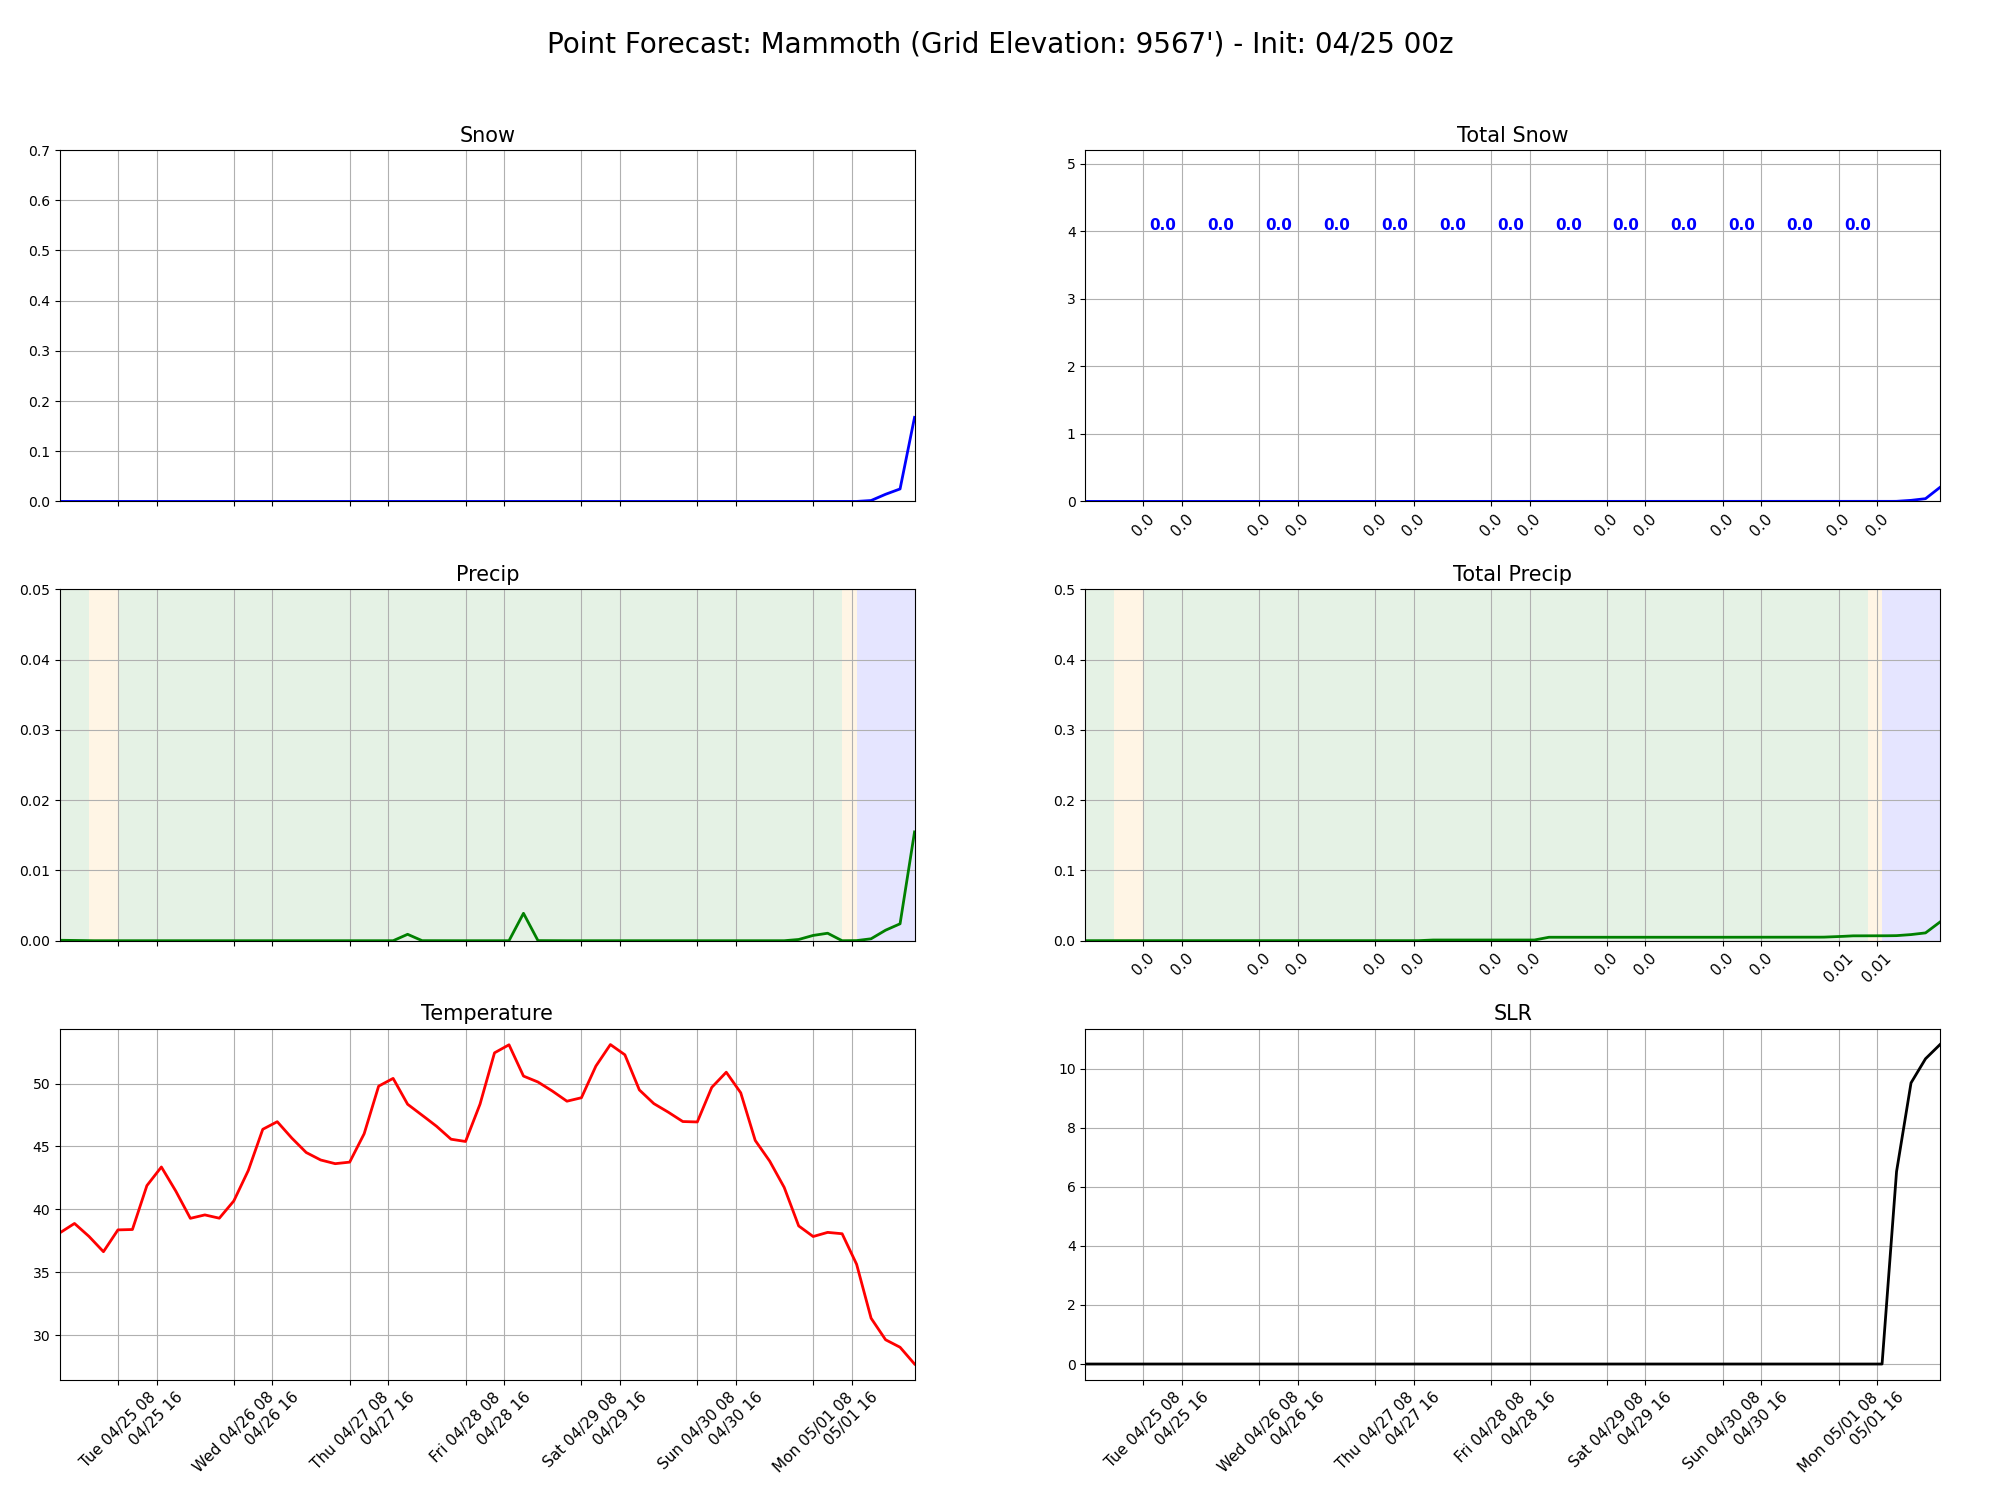 Point Forecast: Mammoth (Grid Elevation: 9567') - Init: 04/25 00z
Snow
0.7
0.6
0.5
0.4
0.3
0.2
0.1
0.0
Total Snow
5
4
3
2
1
0
0.0 0.0 0.0 0.0 0.0 0.0 0.0 0.0 0.0 0.0 0.0 0.0 0.0
0.0 0.0 0.0 0.0 0.0 0.0 0.0 0.0 0.0 0.0 0.0 0.0 0.0 0.0
Precip
0.05
0.04
0.03
0.02
0.01
0.00
Total Precip
0.5
0.4
0.3
0.2
0.1
0.0
0.0 0.0 0.0 0.0 0.0 0.0 0.0 0.0 0.0 0.0 0.0 0.0 0.01 0.01
Temperature
50
45
40
35
30
Tue 04/25 08
04/25 16
Wed 04/26 08
04/26 16
Thu 04/27 08
04/27 16
Fri 04/28 08
04/28 16
Sat 04/29 08
04/29 16
Sun 04/30 08
04/30 16
Mon 05/01 08
05/01 16
SLR
10
8
6
4
2
0
Tue 04/25 08
04/25 16
Wed 04/26 08
04/26 16
Thu 04/27 08
04/27 16
Fri 04/28 08
04/28 16
Sat 04/29 08
04/29 16
Sun 04/30 08
04/30 16
Mon 05/01 08
05/01 16